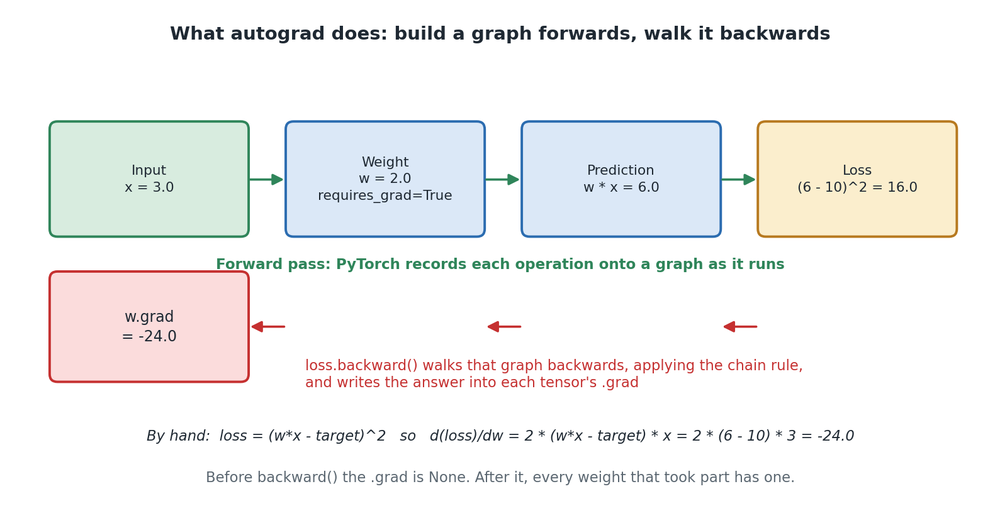 What autograd does: build a graph forwards, walk it backwards
Input
x = 3.0
Weight
w = 2.0
requires_grad=True
Prediction
w * x = 6.0
Loss
(6 - 10)^2 = 16.0
Forward pass: PyTorch records each operation onto a graph as it runs
w.grad
= -24.0
loss.backward() walks that graph backwards, applying the chain rule,
and writes the answer into each tensor's .grad
By hand:  loss = (w*x - target)^2   so   d(loss)/dw = 2 * (w*x - target) * x = 2 * (6 - 10) * 3 = -24.0
Before backward() the .grad is None. After it, every weight that took part has one.